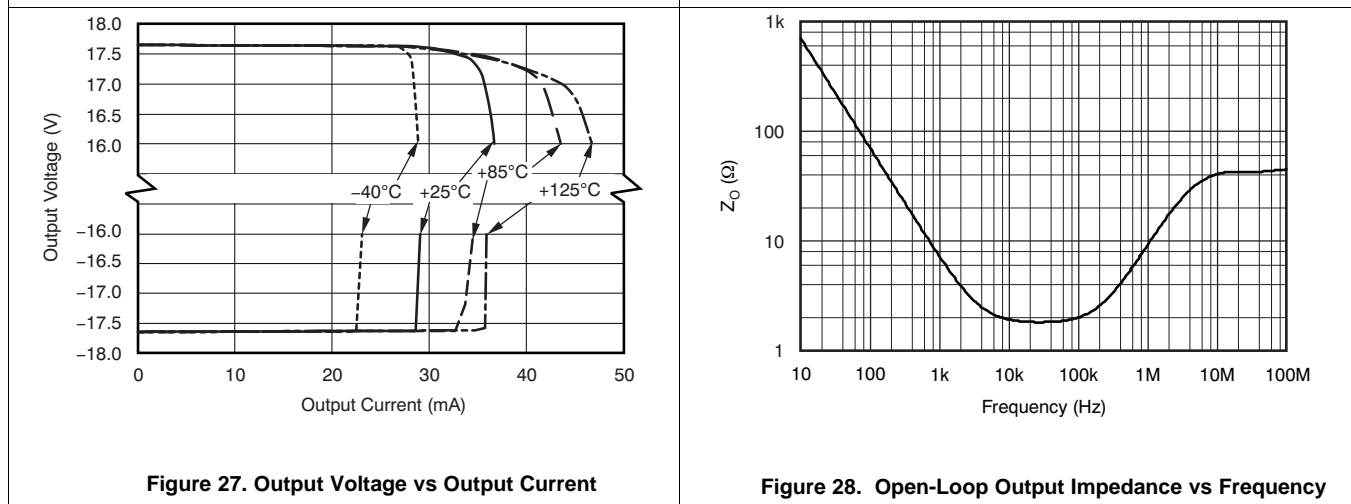 18.0
17.5
17.0
16.5
16.0
−16.0
−16.5
−17.0
−17.5
−18.0
Output Voltage (V)
−40°C
+25°C
+85°C
+125°C
0 10 20 30 40 50
Output Current (mA)
Figure 27. Output Voltage vs Output Current
1k
100
10
1
ZO (Ω)
10 100 1k 10k 100k 1M 10M 100M
Frequency (Hz)
Figure 28. Open-Loop Output Impedance vs Frequency